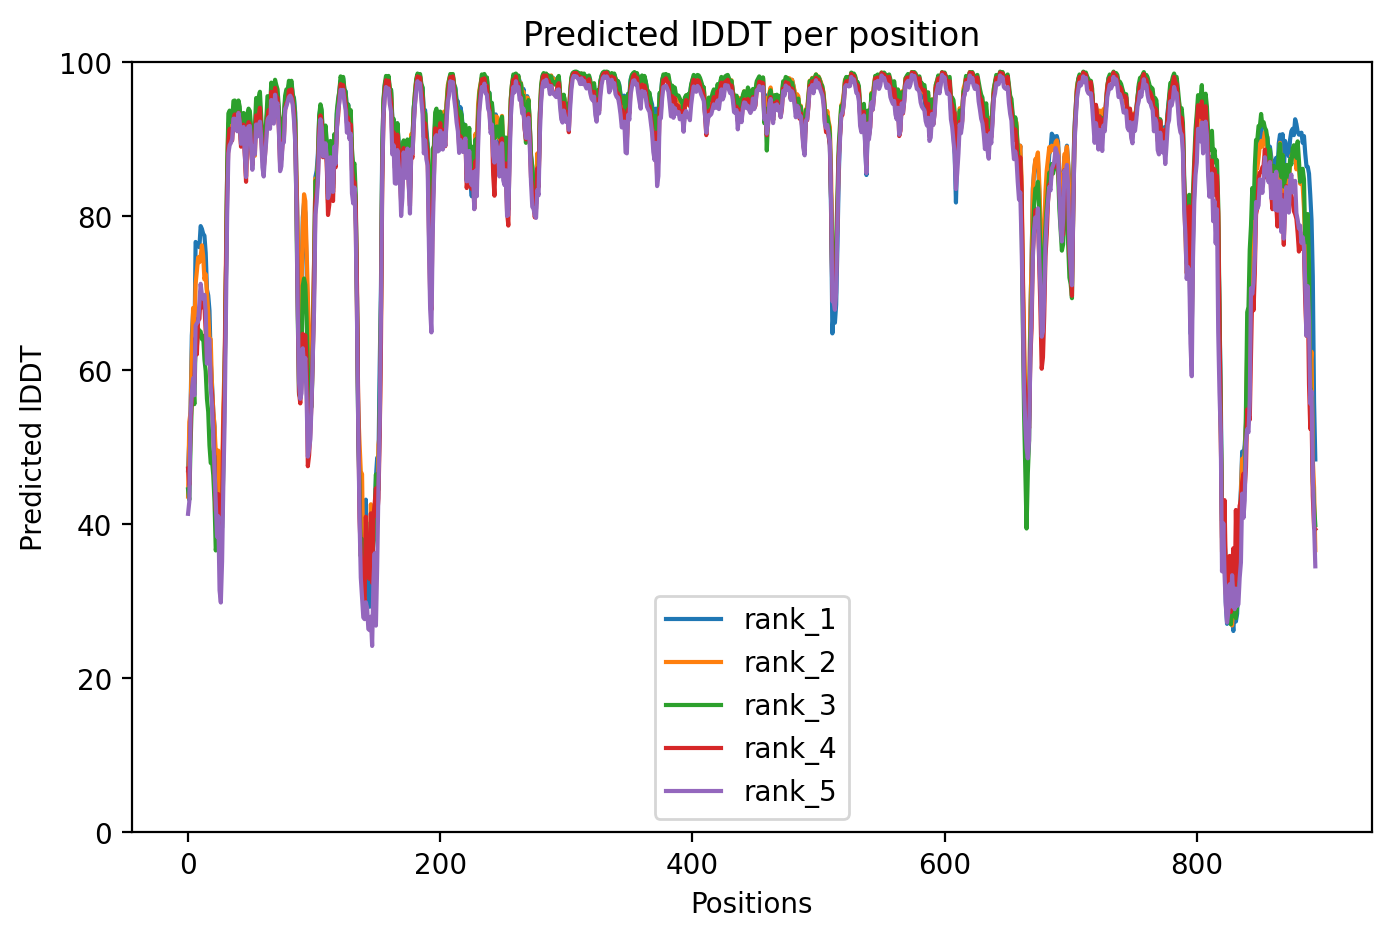 Predicted lDDT per position
Predicted lDDT
100
80
60
40
20
0
rank_1
rank_2
rank_3
rank_4
rank_5
0 200 400 600 800
Positions